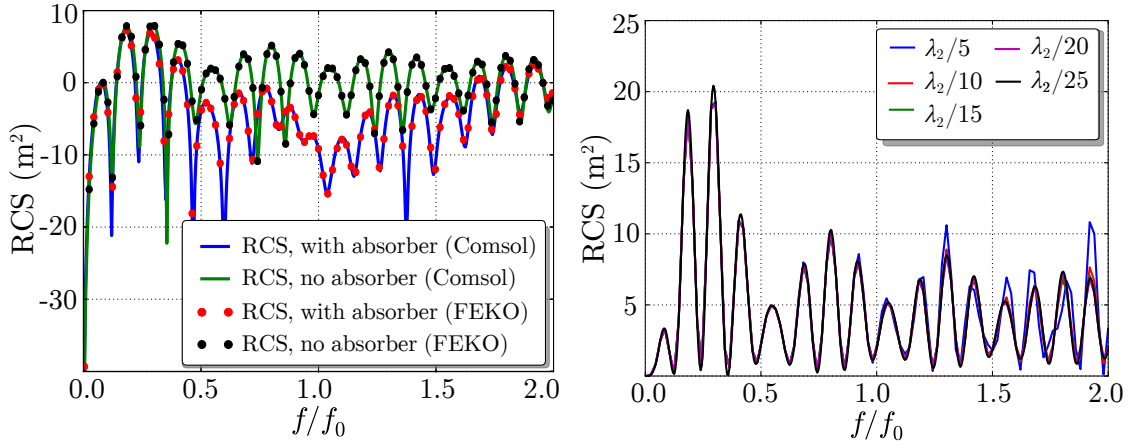 10
0
-10
-20
-30
RCS (m²)
RCS, with absorber (Comsol)
RCS, no absorber (Comsol)
RCS, with absorber (FEKO)
RCS, no absorber (FEKO)
0.0 0.5 1.0 1.5 2.0
f/f₀
25
20
15
10
5
RCS (m²)
λ₂/5 λ₂/20
λ₂/10 λ₂/25
λ₂/15
0.0 0.5 1.0 1.5 2.0
f/f₀